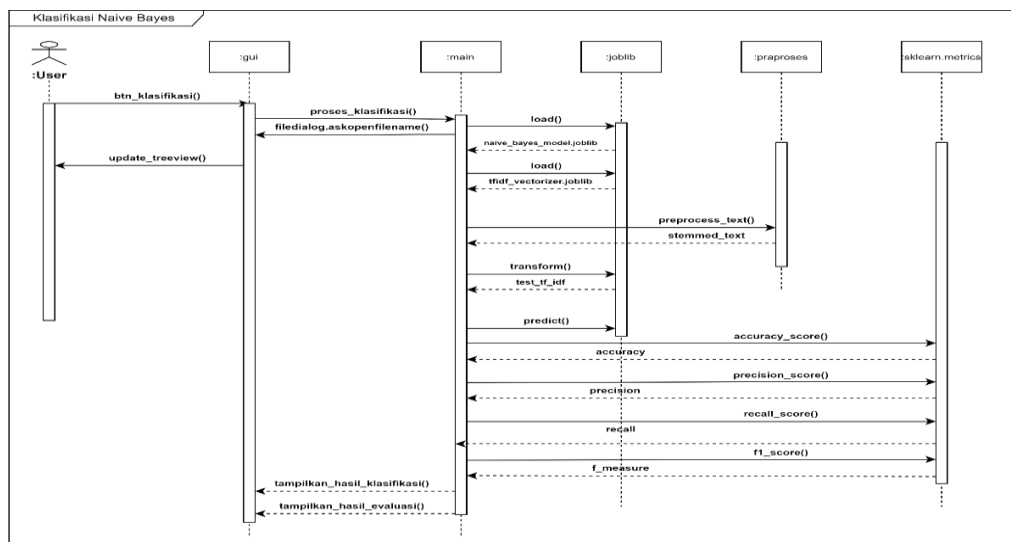 Klasifikasi Naive Bayes
:User
:gui
:main
:joblib
:praproses
:sklearn.metrics
btn_klasifikasi()
proses_klasifikasi()
load()
filedialog.askopenfilename()
naive_bayes_model.joblib
update_treeview()
load()
tfidf_vectorizer.joblib
preprocess_text()
stemmed_text
transform()
test_tf_idf
predict()
accuracy_score()
accuracy
precision_score()
precision
recall_score()
recall
f1_score()
f_measure
tampilkan_hasil_klasifikasi()
tampilkan_hasil_evaluasi()